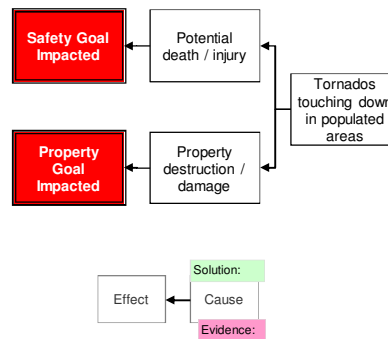 Safety Goal
Impacted
Potential
death / injury
Tornados
touching down
in populated
areas
Property
Goal
Impacted
Property
destruction /
damage
Solution:
Effect
Cause
Evidence: